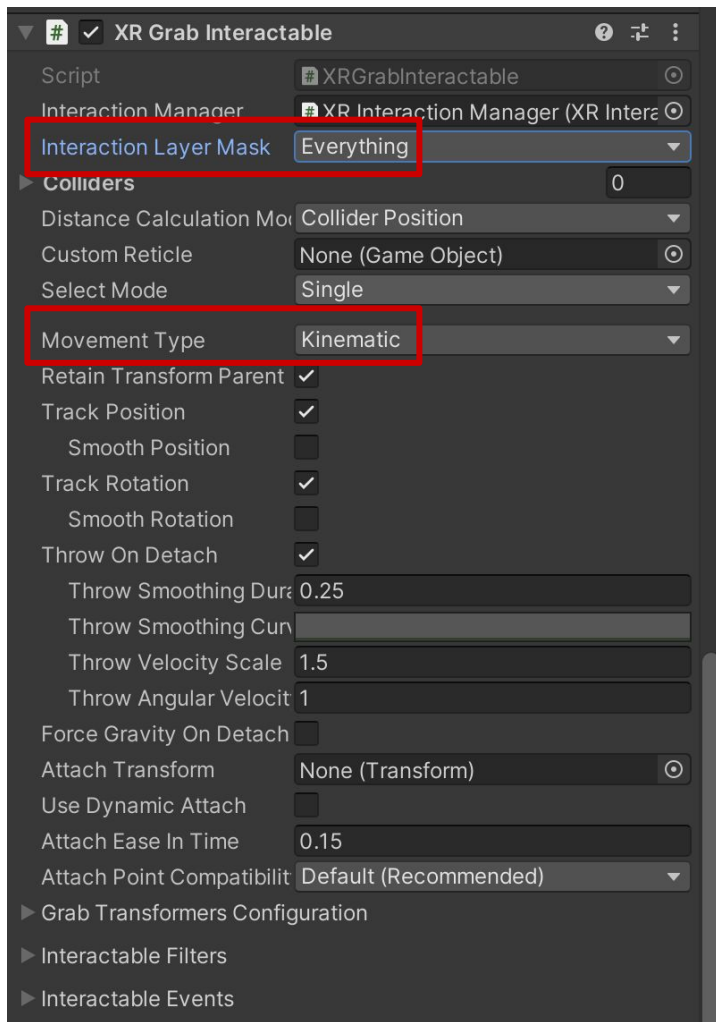 # XR Grab Interactable
Script # XRGrabInteractable
Interaction Manager # XR Interaction Manager (XR Intera
Interaction Layer Mask Everything
Colliders 0
Distance Calculation Mo Collider Position
Custom Reticle None (Game Object)
Select Mode Single
Movement Type Kinematic
Retain Transform Parent
Track Position
Smooth Position
Track Rotation
Smooth Rotation
Throw On Detach
Throw Smoothing Dura 0.25
Throw Smoothing Curv
Throw Velocity Scale 1.5
Throw Angular Velocit 1
Force Gravity On Detach
Attach Transform None (Transform)
Use Dynamic Attach
Attach Ease In Time 0.15
Attach Point Compatibilit Default (Recommended)
Grab Transformers Configuration
Interactable Filters
Interactable Events